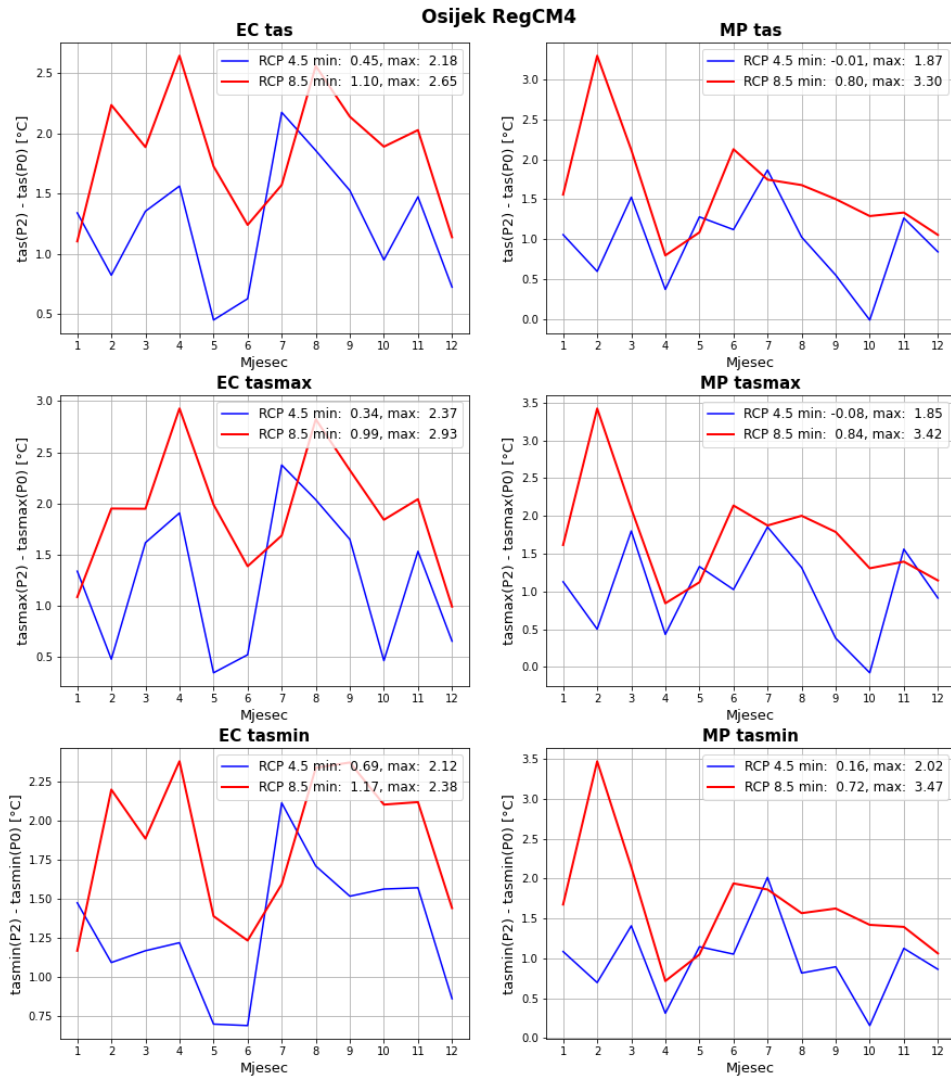 Osijek RegCM4
EC tas
RCP 4.5 min: 0.45, max: 2.18
RCP 8.5 min: 1.10, max: 2.65
tas(P2) - tas(P0) [°C]
2.5
2.0
1.5
1.0
0.5
1 2 3 4 5 6 7 8 9 10 11 12
Mjesec
MP tas
RCP 4.5 min: -0.01, max: 1.87
RCP 8.5 min: 0.80, max: 3.30
tas(P2) - tas(P0) [°C]
3.0
2.5
2.0
1.5
1.0
0.5
0.0
1 2 3 4 5 6 7 8 9 10 11 12
Mjesec
EC tasmax
RCP 4.5 min: 0.34, max: 2.37
RCP 8.5 min: 0.99, max: 2.93
tasmax(P2) - tasmax(P0) [°C]
3.0
2.5
2.0
1.5
1.0
0.5
1 2 3 4 5 6 7 8 9 10 11 12
Mjesec
MP tasmax
RCP 4.5 min: -0.08, max: 1.85
RCP 8.5 min: 0.84, max: 3.42
tasmax(P2) - tasmax(P0) [°C]
3.5
3.0
2.5
2.0
1.5
1.0
0.5
0.0
1 2 3 4 5 6 7 8 9 10 11 12
Mjesec
EC tasmin
RCP 4.5 min: 0.69, max: 2.12
RCP 8.5 min: 1.17, max: 2.38
tasmin(P2) - tasmin(P0) [°C]
2.25
2.00
1.75
1.50
1.25
1.00
0.75
1 2 3 4 5 6 7 8 9 10 11 12
Mjesec
MP tasmin
RCP 4.5 min: 0.16, max: 2.02
RCP 8.5 min: 0.72, max: 3.47
tasmin(P2) - tasmin(P0) [°C]
3.5
3.0
2.5
2.0
1.5
1.0
0.5
0.0
1 2 3 4 5 6 7 8 9 10 11 12
Mjesec